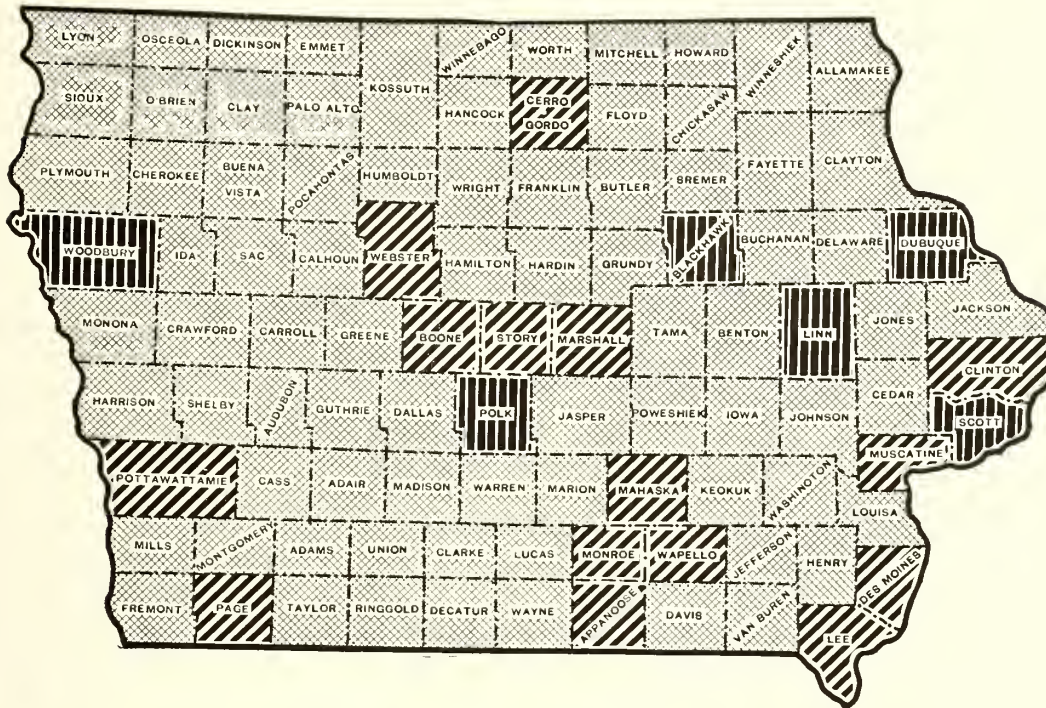 LYON OSCEOLA DICKINSON EMMET WINNEBAGO WORTH MITCHELL HOWARD WINNESHIEK ALLAMAKEE
SIOUX O'BRIEN CLAY PALO ALTO KOSSUTH HANCOCK CERRO
GORDO FLOYD CHICKASAW
PLYMOUTH CHEROKEE BUENA
VISTA POCAHONTAS HUMBOLDT WRIGHT FRANKLIN BUTLER BREMER FAYETTE CLAYTON
WOODBURY IDA SAC CALHOUN WEBSTER HAMILTON HARDIN GRUNDY BLACKHAWK BUCHANAN DELAWARE DUBUQUE
MONONA CRAWFORD CARROLL GREENE BOONE STORY MARSHALL TAMA BENTON LINN JONES JACKSON
CLINTON
HARRISON SHELBY AUDUBON GUTHRIE DALLAS POLK JASPER POWESHIEK IOWA JOHNSON CEDAR SCOTT
MUSCATINE
POTTAWATTAMIE CASS ADAIR MADISON WARREN MARION MAHASKA KEOKUK WASHINGTON LOUISA
MILLS MONTGOMERY ADAMS UNION CLARKE LUCAS MONROE WAPELLO JEFFERSON HENRY DES MOINES
FREMONT PAGE TAYLOR RINGGOLD DECATUR WAYNE APPANOOSE DAVIS VAN BUREN LEE